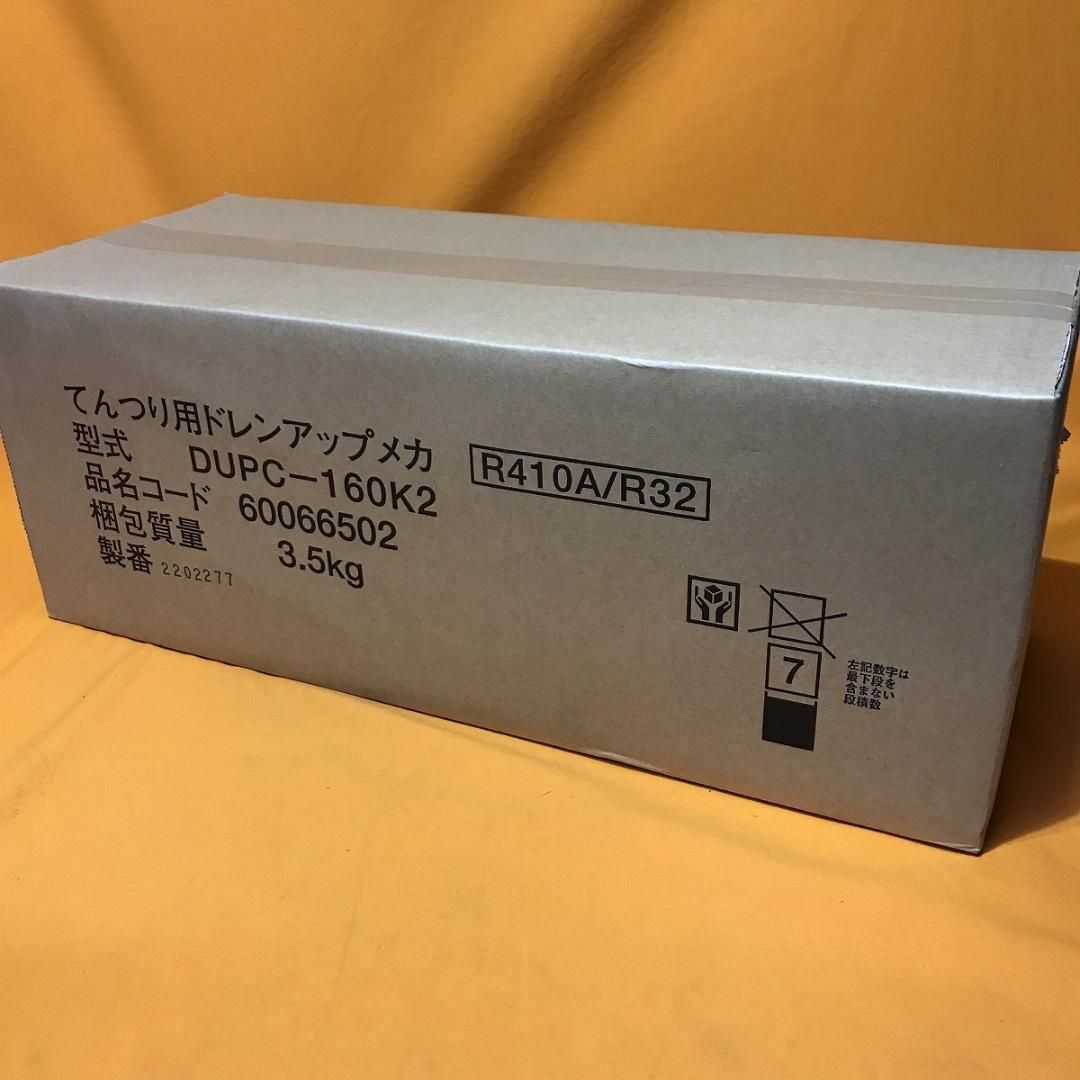 てんつり用ドレンアップメカ
型式 DUPC-160K2
品名コード 60066502
梱包質量 3.5kg
製番 2202277
R410A/R32
7
左記数字は
最下段を
含まない
段積数